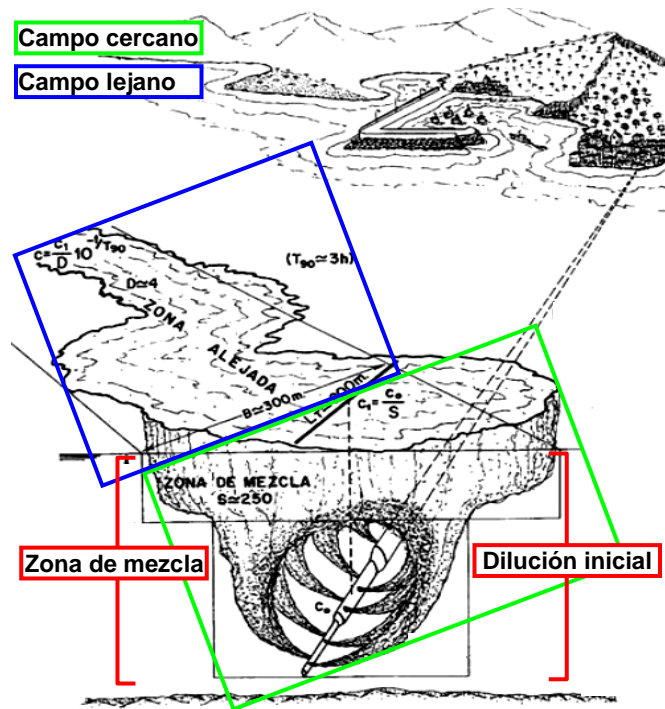 Campo cercano
Campo lejano
C = C₁/D 10^-t/T₉₀
(T₉₀≃3h)
D≃4
ZONA
ALEJADA
B≃300m
C₁ = C₀/S
ZONA DE MEZCLA
S≃250
Zona de mezcla
Dilución inicial
C₀